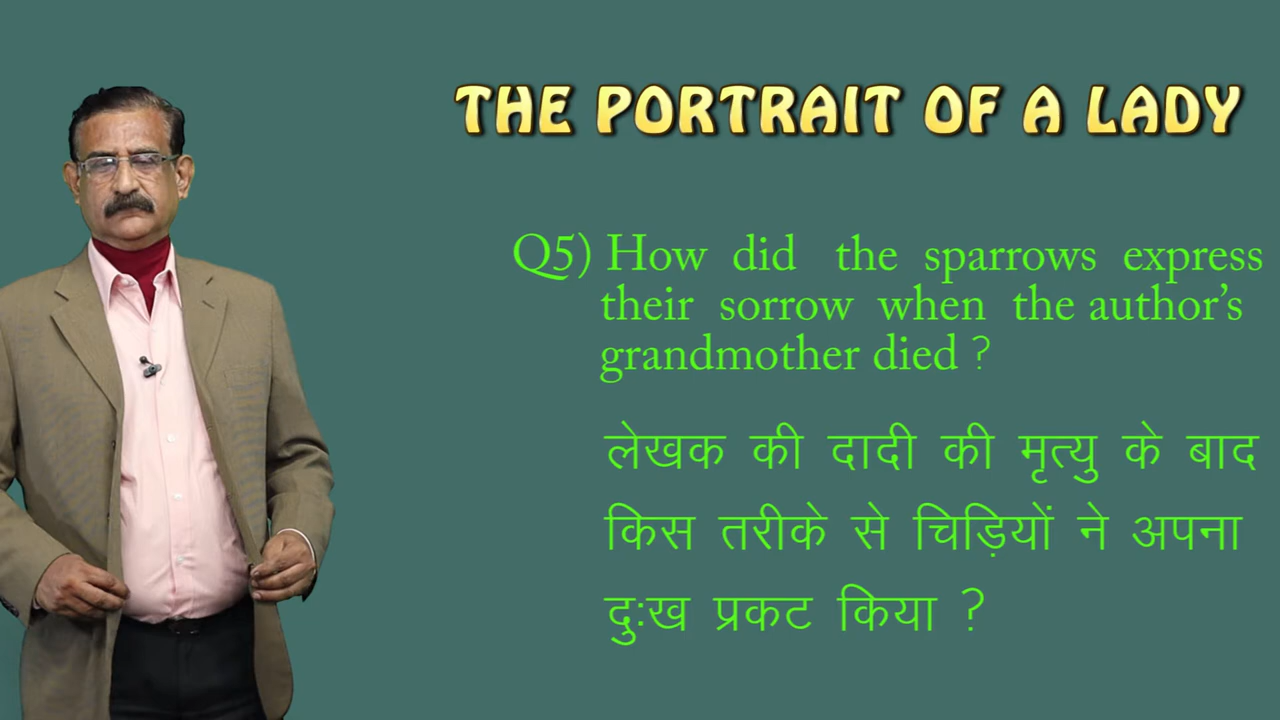 THE PORTRAIT OF A LADY
Q5) How did the sparrows express
their sorrow when the author's
grandmother died ?
लेखक की दादी की मृत्यु के बाद
किस तरीके से चिड़ियों ने अपना
दुःख प्रकट किया ?